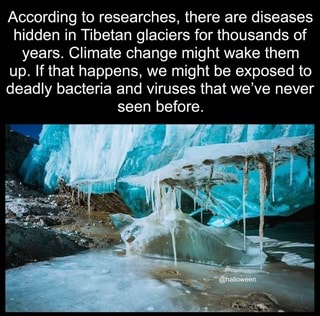 According to researches, there are diseases
hidden in Tibetan glaciers for thousands of
years. Climate change might wake them
up. If that happens, we might be exposed to
deadly bacteria and viruses that we've never
seen before.
@halloween